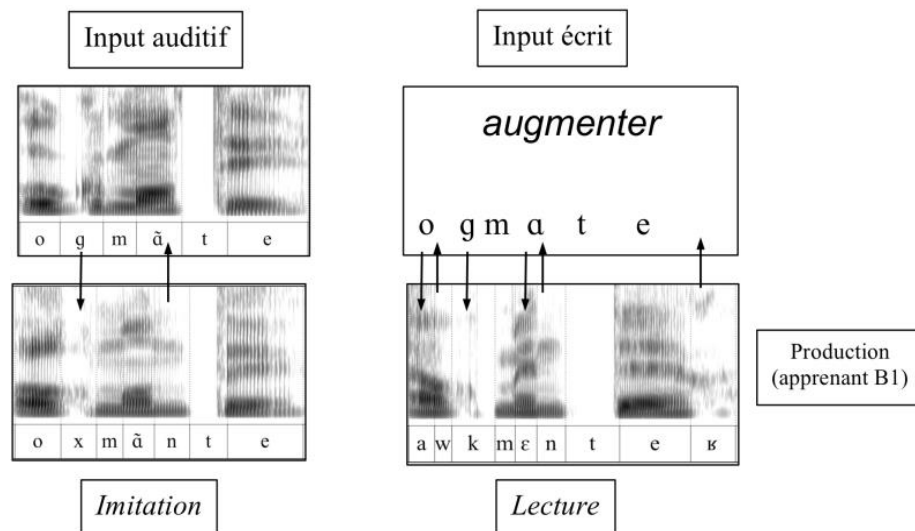 Input auditif
Input écrit
augmenter
o g m ɑ t e
o g m ɑ̃ t e
o x m ɑ̃ n t e
a w k m ɛ n t e ʁ
Production
(apprenant B1)
Imitation
Lecture